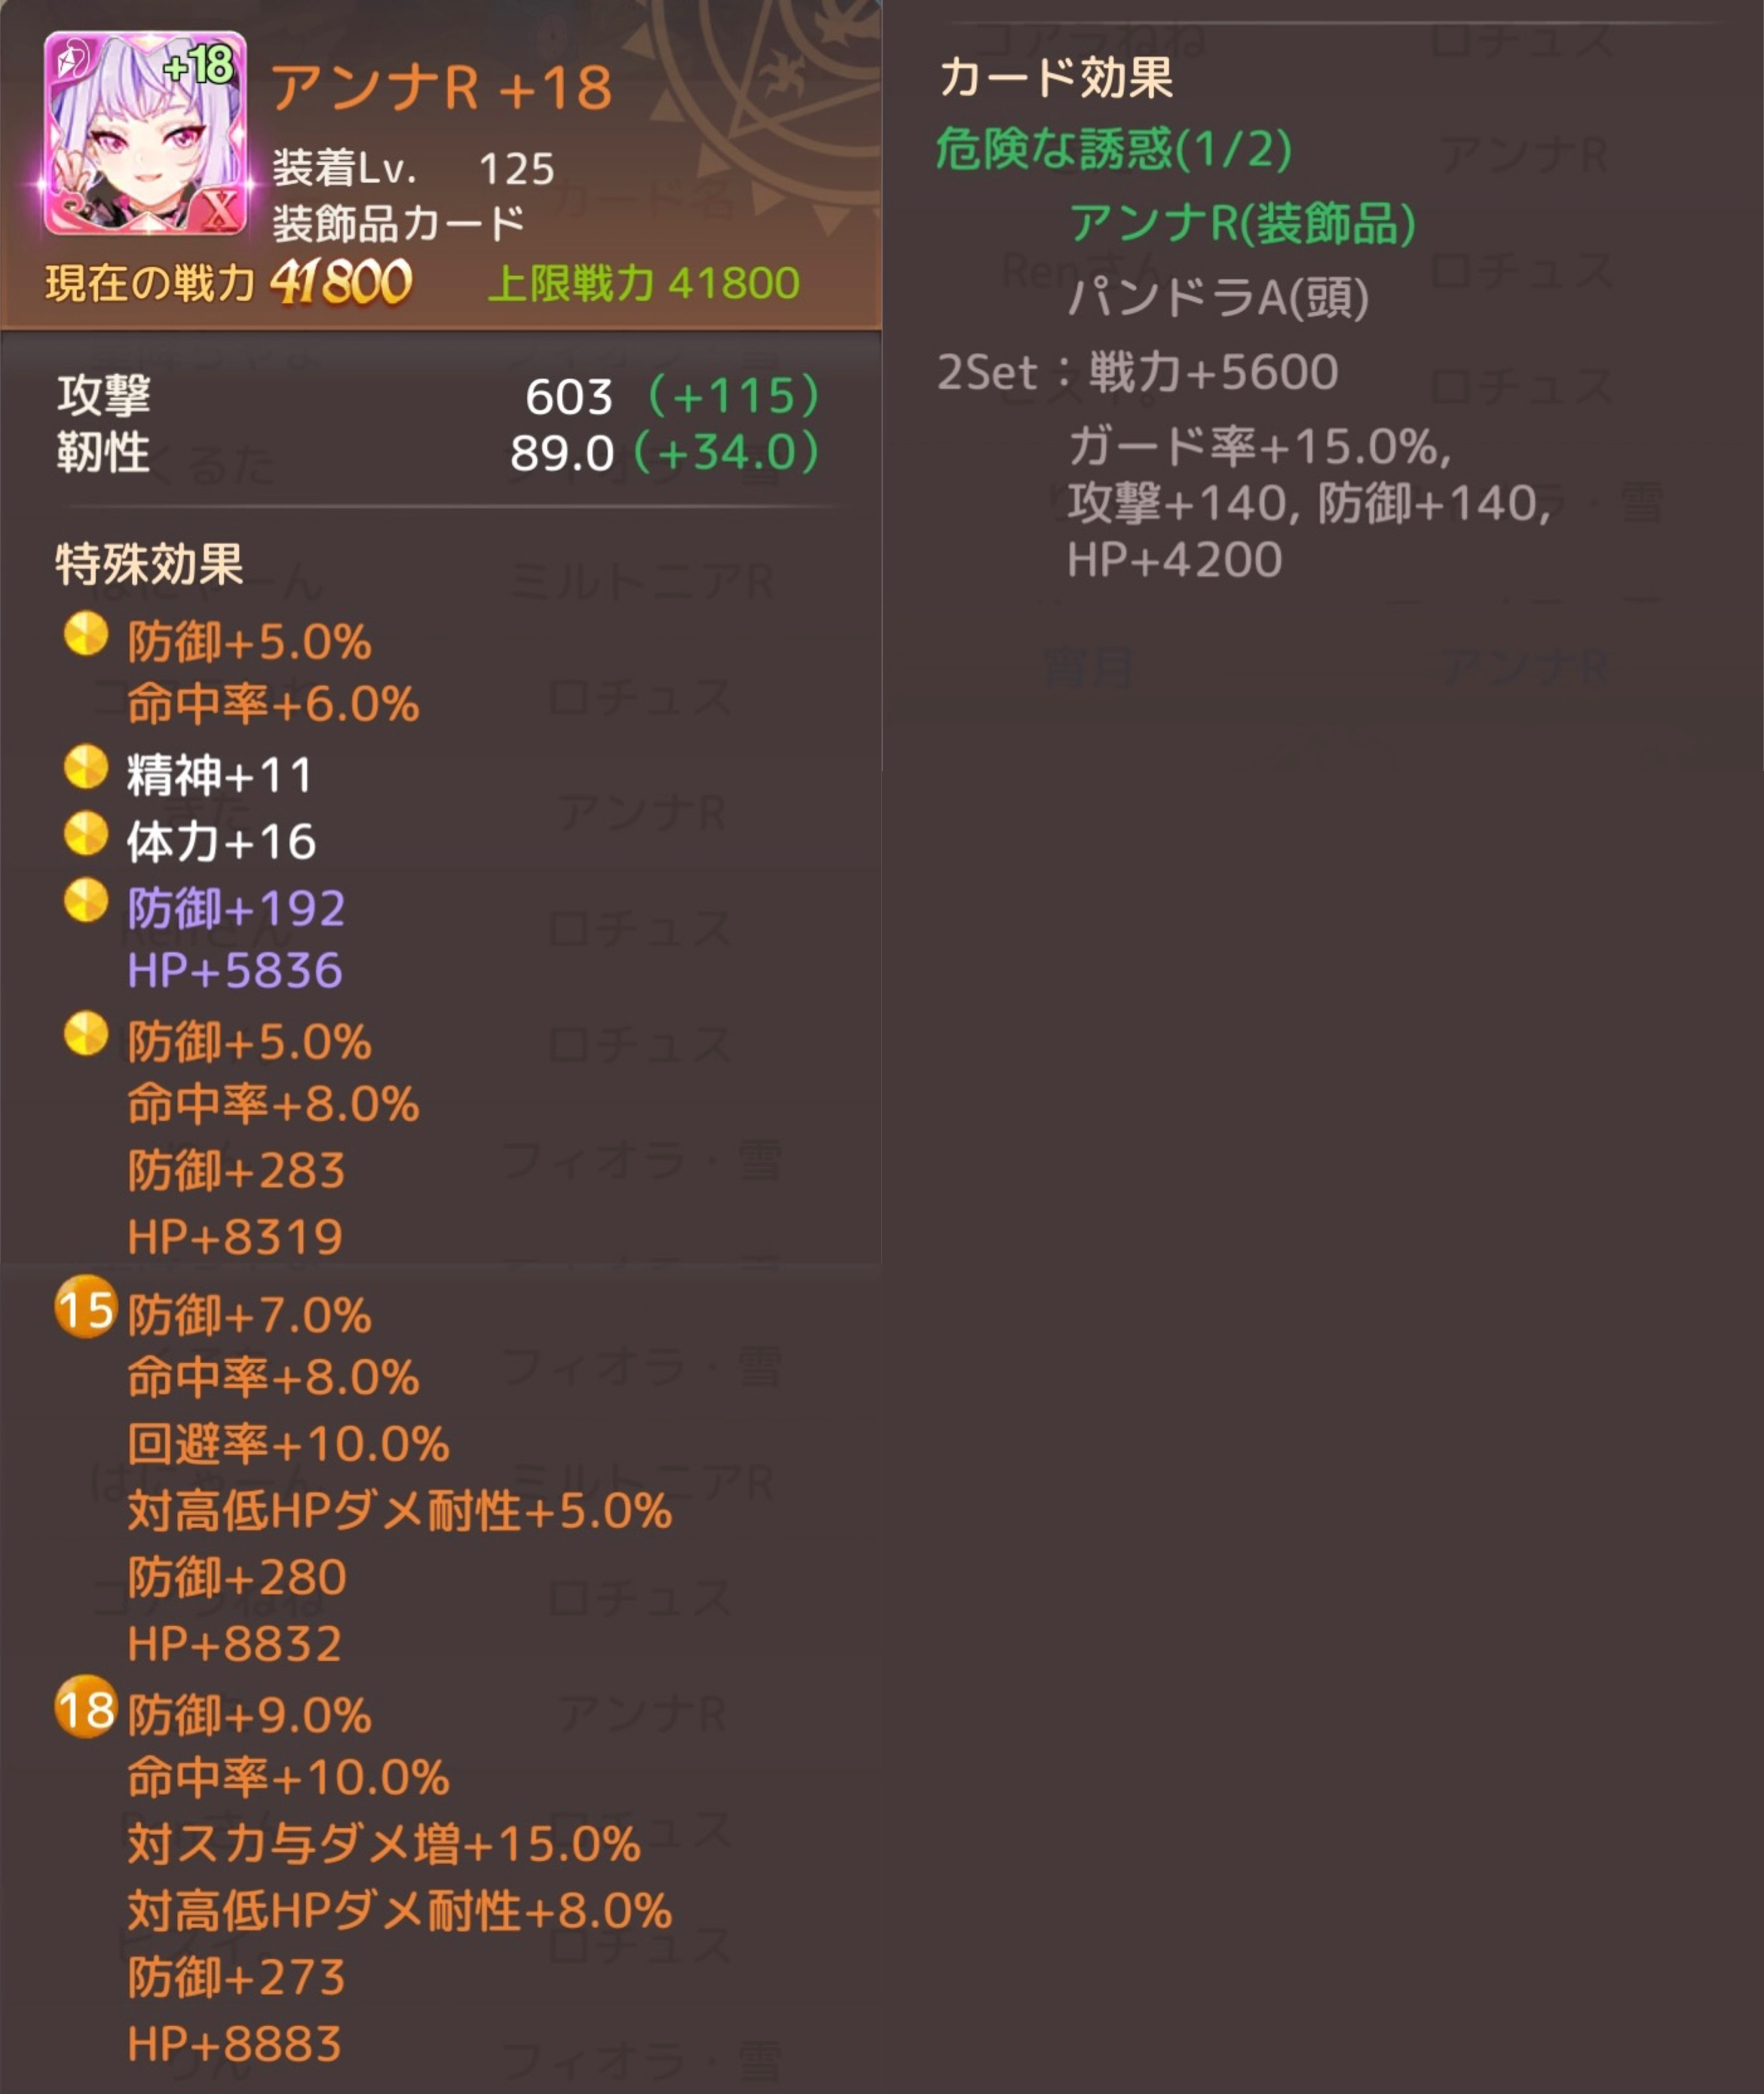 +18
アンナR +18
X
装着Lv. 125
装飾品カード
現在の戦力 41800 上限戦力 41800
攻撃 603 (+115)
靭性 89.0 (+34.0)
特殊効果
防御+5.0%
命中率+6.0%
精神+11
体力+16
防御+192
HP+5836
防御+5.0%
命中率+8.0%
防御+283
HP+8319
15 防御+7.0%
命中率+8.0%
回避率+10.0%
対高低HPダメ耐性+5.0%
防御+280
HP+8832
18 防御+9.0%
命中率+10.0%
対スカ与ダメ増+15.0%
対高低HPダメ耐性+8.0%
防御+273
HP+8883
カード効果
危険な誘惑(1/2)
アンナR(装飾品)
パンドラA(頭)
2Set：戦力+5600
ガード率+15.0%,
攻撃+140, 防御+140,
HP+4200